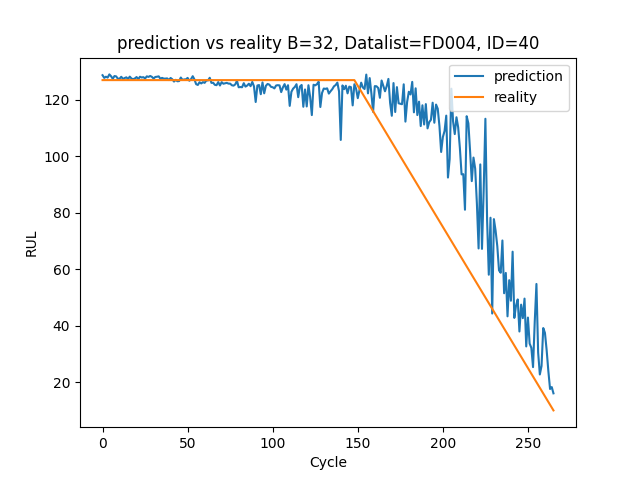 prediction vs reality B=32, Datalist=FD004, ID=40
prediction
reality
RUL
120
100
80
60
40
20
0 50 100 150 200 250
Cycle